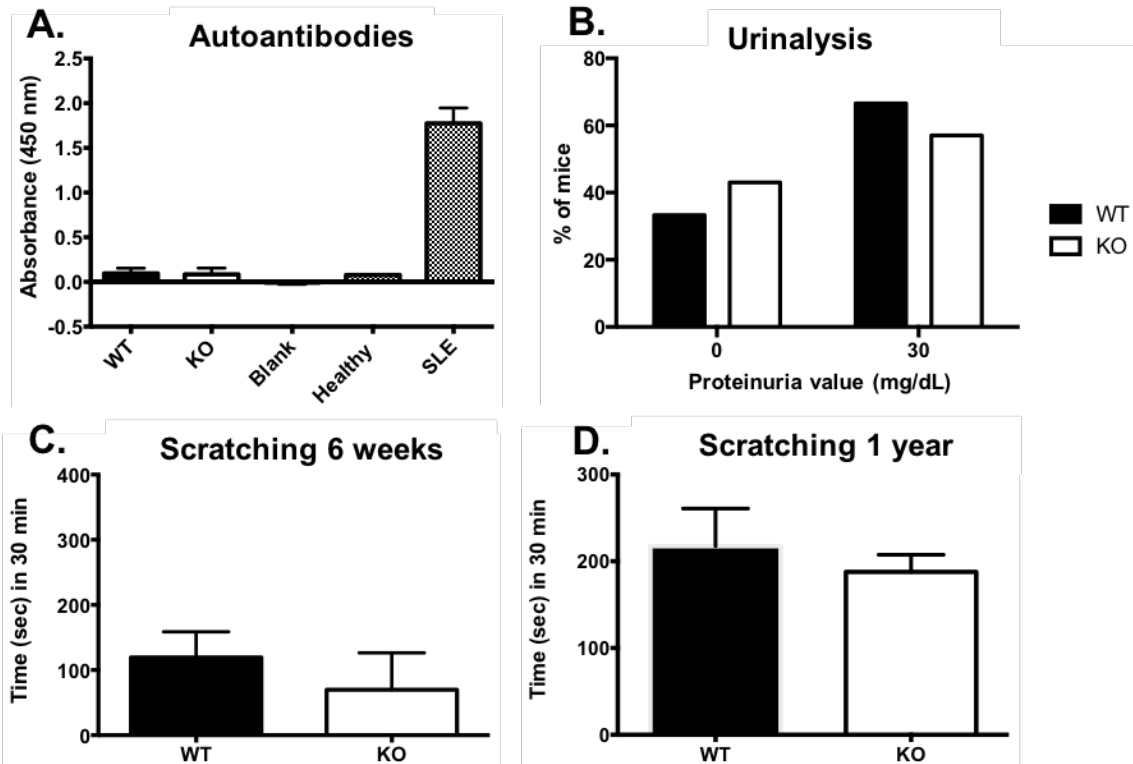 A.
Autoantibodies
Absorbance (450 nm)
2.5
2.0
1.5
1.0
0.5
0.0
-0.5
WT
KO
Blank
Healthy
SLE
B.
Urinalysis
% of mice
80
60
40
20
0
0
30
Proteinuria value (mg/dL)
WT
KO
C.
Scratching 6 weeks
Time (sec) in 30 min
400
300
200
100
0
WT
KO
D.
Scratching 1 year
Time (sec) in 30 min
300
200
100
0
WT
KO